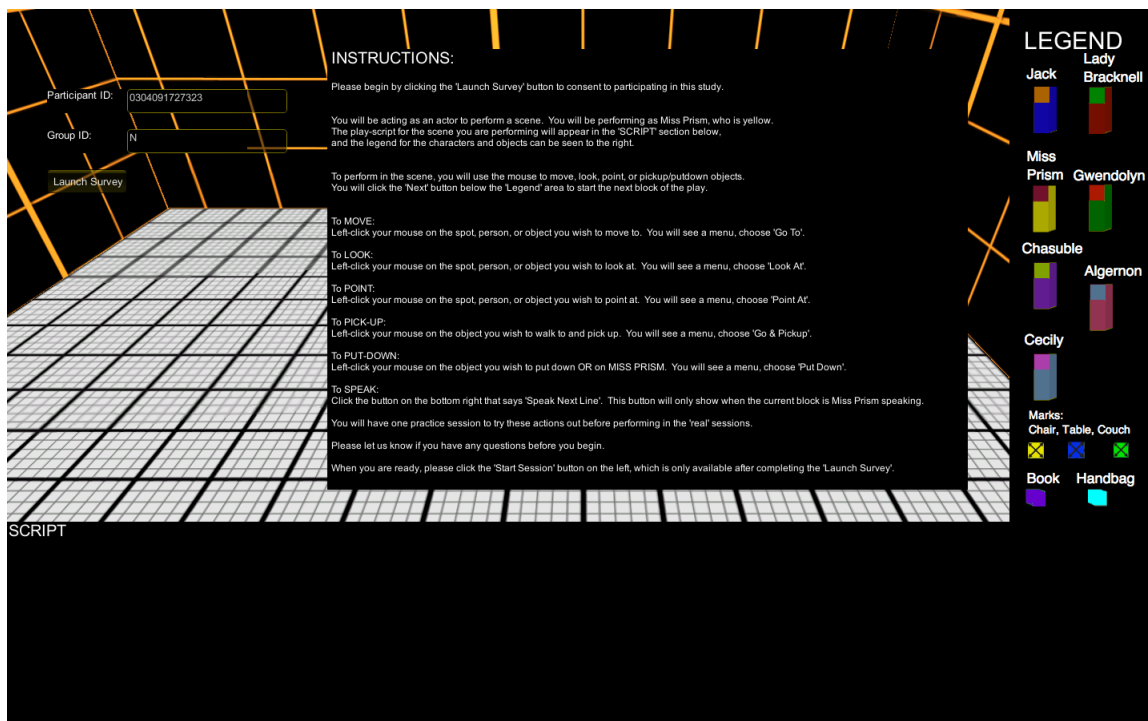 INSTRUCTIONS:
Please begin by clicking the 'Launch Survey' button to consent to participating in this study.
You will be acting as an actor to perform a scene.  You will be performing as Miss Prism, who is yellow.
The play-script for the scene you are performing will appear in the 'SCRIPT' section below,
and the legend for the characters and objects can be seen to the right.
To perform in the scene, you will use the mouse to move, look, point, or pickup/putdown objects.
You will click the 'Next' button below the 'Legend' area to start the next block of the play.
To MOVE:
Left-click your mouse on the spot, person, or object you wish to move to.  You will see a menu, choose 'Go To'.
To LOOK:
Left-click your mouse on the spot, person, or object you wish to look at.  You will see a menu, choose 'Look At'.
To POINT:
Left-click your mouse on the spot, person, or object you wish to point at.  You will see a menu, choose 'Point At'.
To PICK-UP:
Left-click your mouse on the object you wish to walk to and pick up.  You will see a menu, choose 'Go & Pickup'.
To PUT-DOWN:
Left-click your mouse on the object you wish to put down OR on MISS PRISM.  You will see a menu, choose 'Put Down'.
To SPEAK:
Click the button on the bottom right that says 'Speak Next Line'.  This button will only show when the current block is Miss Prism speaking.
You will have one practice session to try these actions out before performing in the 'real' sessions.
Please let us know if you have any questions before you begin.
When you are ready, please click the 'Start Session' button on the left, which is only available after completing the 'Launch Survey'.
Participant ID: 0304091727323
Group ID: N
Launch Survey
LEGEND
Jack
Lady
Bracknell
Miss
Prism
Gwendolyn
Chasuble
Algernon
Cecily
Marks:
Chair, Table, Couch
Book
Handbag
SCRIPT